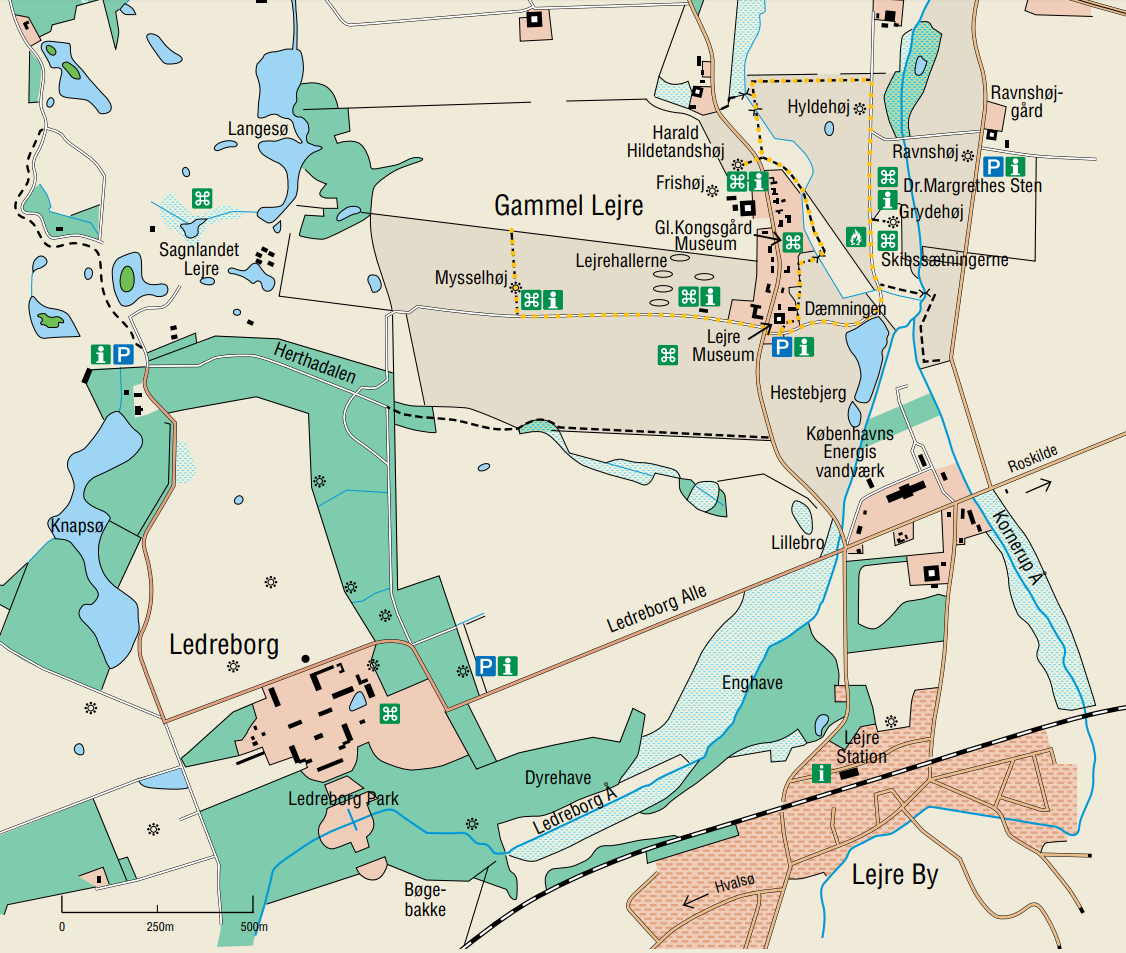 Ravnshøj-
gård
Hyldehøj
Langesø
Harald
Hildetandshøj
Ravnshøj
P i
Frishøj
i
Dr.Margrethes Sten
i
Gammel Lejre
Grydehøj
Gl.Kongsgård
Museum
Sagnlandet
Lejre
Lejrehallerne
Skibssætningerne
Mysselhøj
i
i
Dæmningen
Lejre
Museum
P i
i P
Herthadalen
Hestebjerg
Københavns
Energis
vandværk
Roskilde
Knapsø
Lillebro
Kornerup Å
Ledreborg Alle
Ledreborg
P i
Enghave
Lejre
Station
i
Dyrehave
Ledreborg Park
Ledreborg Å
Lejre By
Hvalsø
Bøge-
bakke
0 250m 500m